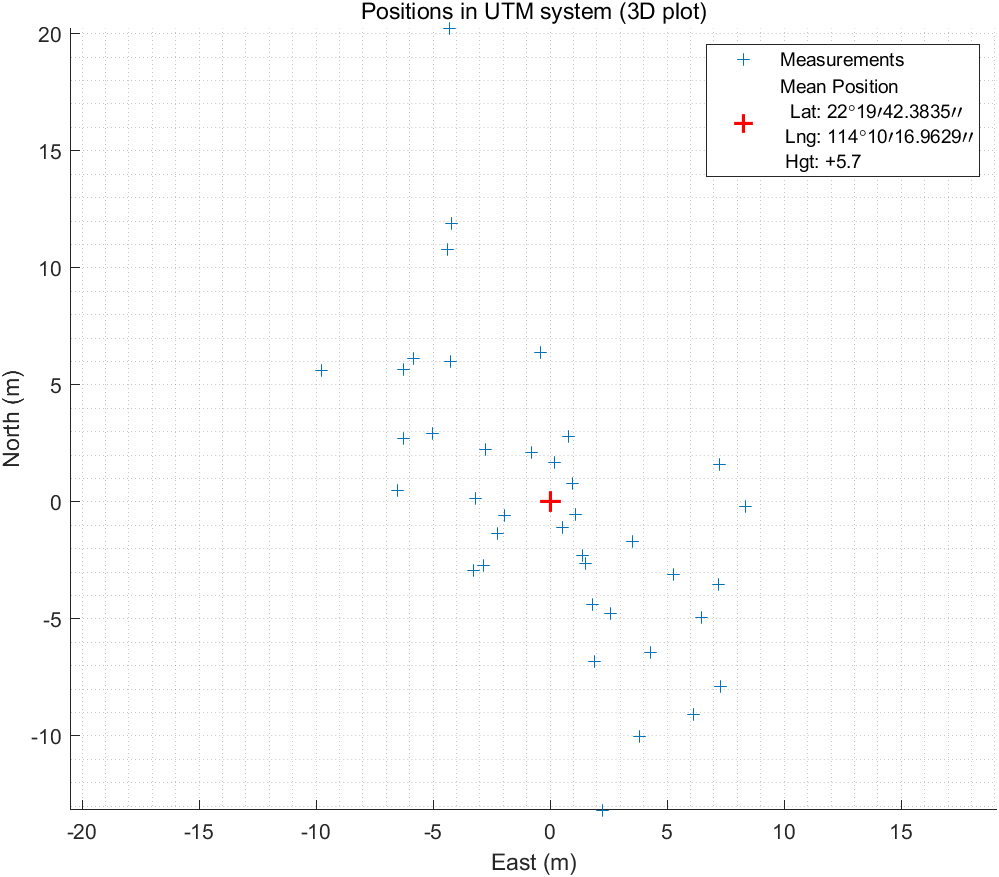 Positions in UTM system (3D plot)
Measurements
Mean Position
Lat: 22°19′42.3835′′
Lng: 114°10′16.9629′′
Hgt: +5.7
20
15
10
5
0
-5
-10
North (m)
-20 -15 -10 -5 0 5 10 15
East (m)